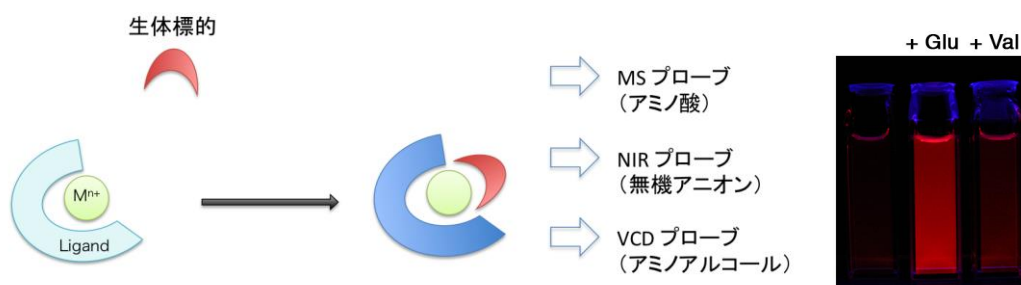 生体標的
Mn+
Ligand
MS プローブ
（アミノ酸）
NIR プローブ
（無機アニオン）
VCD プローブ
（アミノアルコール）
+ Glu + Val